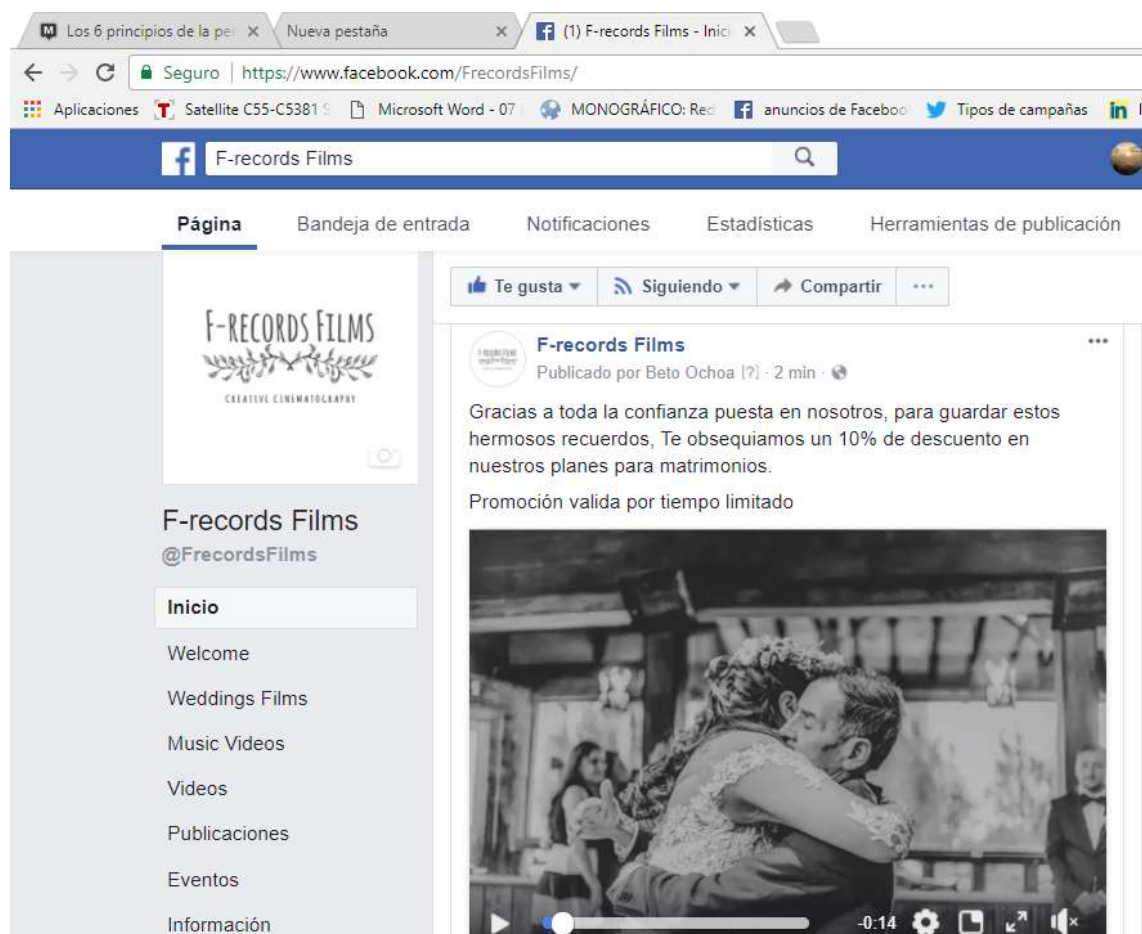 Los 6 principios de la per
Nueva pestaña
(1) F-records Films - Inici
Seguro | https://www.facebook.com/FrecordsFilms/
Aplicaciones
Satellite C55-C5381 S
Microsoft Word - 07
MONOGRÁFICO: Red
anuncios de Faceboo
Tipos de campañas
in
F-records Films
Página
Bandeja de entrada
Notificaciones
Estadísticas
Herramientas de publicación
Te gusta
Siguiendo
Compartir
F-RECORDS FILMS
CREATIVE CINEMATOGRAPHY
F-records Films
@FrecordsFilms
Inicio
Welcome
Weddings Films
Music Videos
Videos
Publicaciones
Eventos
Información
F-records Films
Publicado por Beto Ochoa [?] · 2 min ·
Gracias a toda la confianza puesta en nosotros, para guardar estos
hermosos recuerdos, Te obsequiamos un 10% de descuento en
nuestros planes para matrimonios.
Promoción valida por tiempo limitado
-0:14